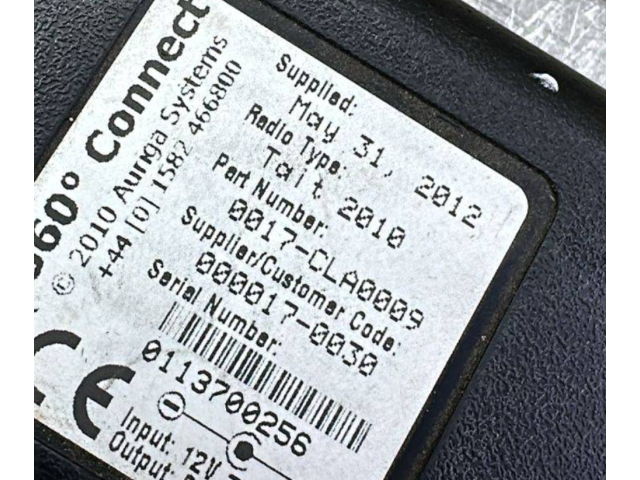 360° Connect
© 2010 Auriga Systems
+44 [0] 1582 466800
Supplied:
May 31, 2012
Radio Type:
Tait 2010
Part Number:
0017-CLA0009
Supplier/Customer Code:
000017-0030
Serial Number:
0113700256
CE
Input: 12V
Output: